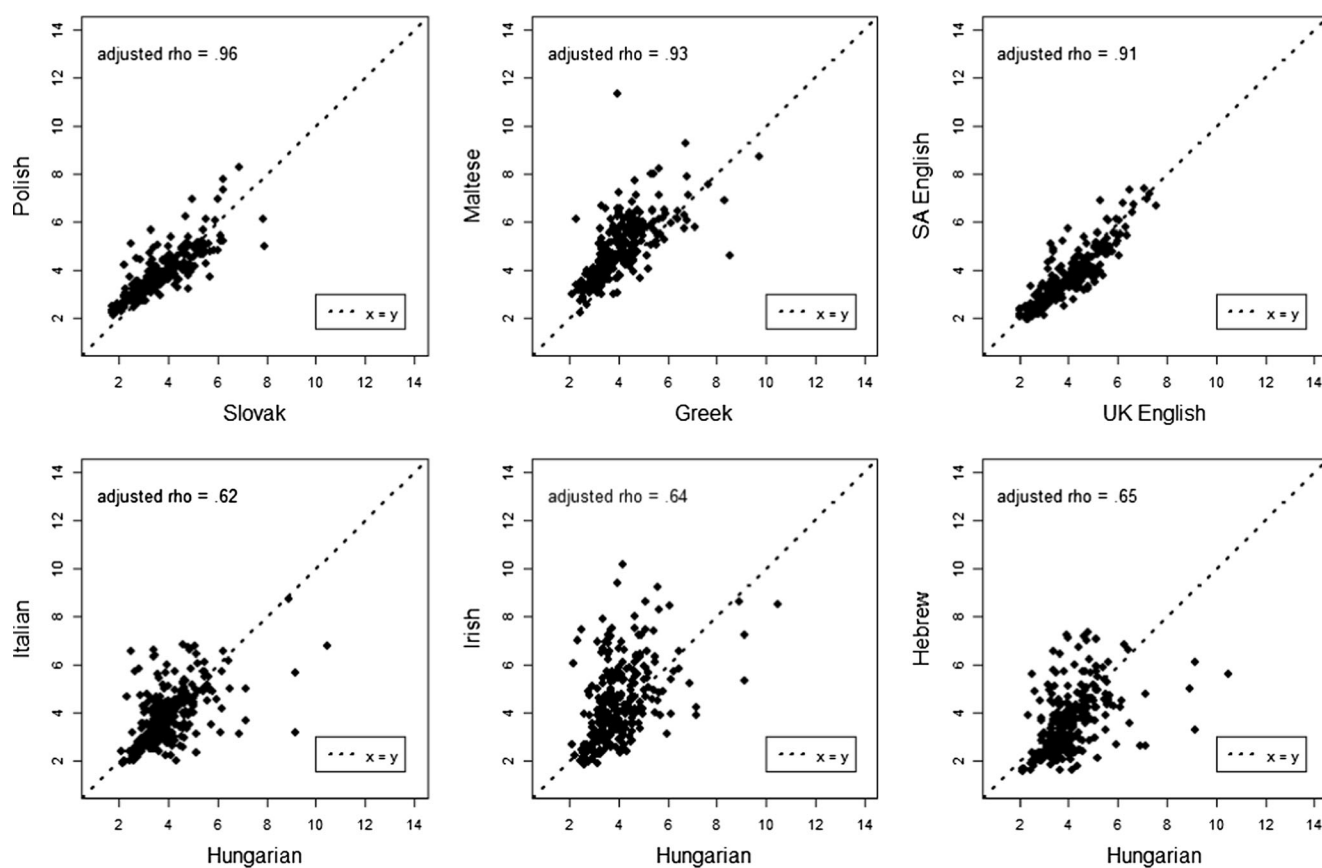 adjusted rho = .96
Polish
14
12
10
8
6
4
2
x = y
2 4 6 8 10 12 14
Slovak
adjusted rho = .93
Maltese
14
12
10
8
6
4
2
x = y
2 4 6 8 10 12 14
Greek
adjusted rho = .91
SA English
14
12
10
8
6
4
2
x = y
2 4 6 8 10 12 14
UK English
adjusted rho = .62
Italian
14
12
10
8
6
4
2
x = y
2 4 6 8 10 12 14
Hungarian
adjusted rho = .64
Irish
14
12
10
8
6
4
2
x = y
2 4 6 8 10 12 14
Hungarian
adjusted rho = .65
Hebrew
14
12
10
8
6
4
2
x = y
2 4 6 8 10 12 14
Hungarian